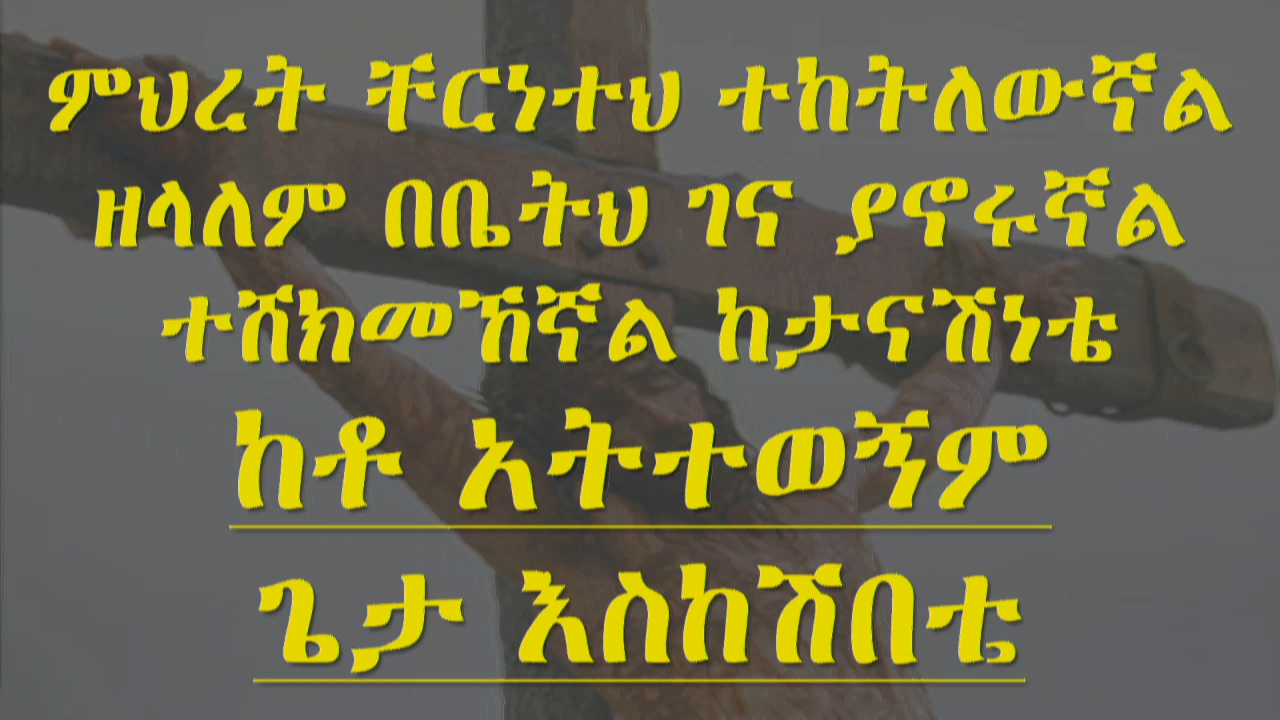 ምህረት ቸርነተህ ተከትለውኛል
ዘላለም በቤትህ ገና ያኖሩኛል
ተሸክመኸኛል ከታናሽነቴ
ከቶ አትተወኝም
ጌታ እስከሽበቴ